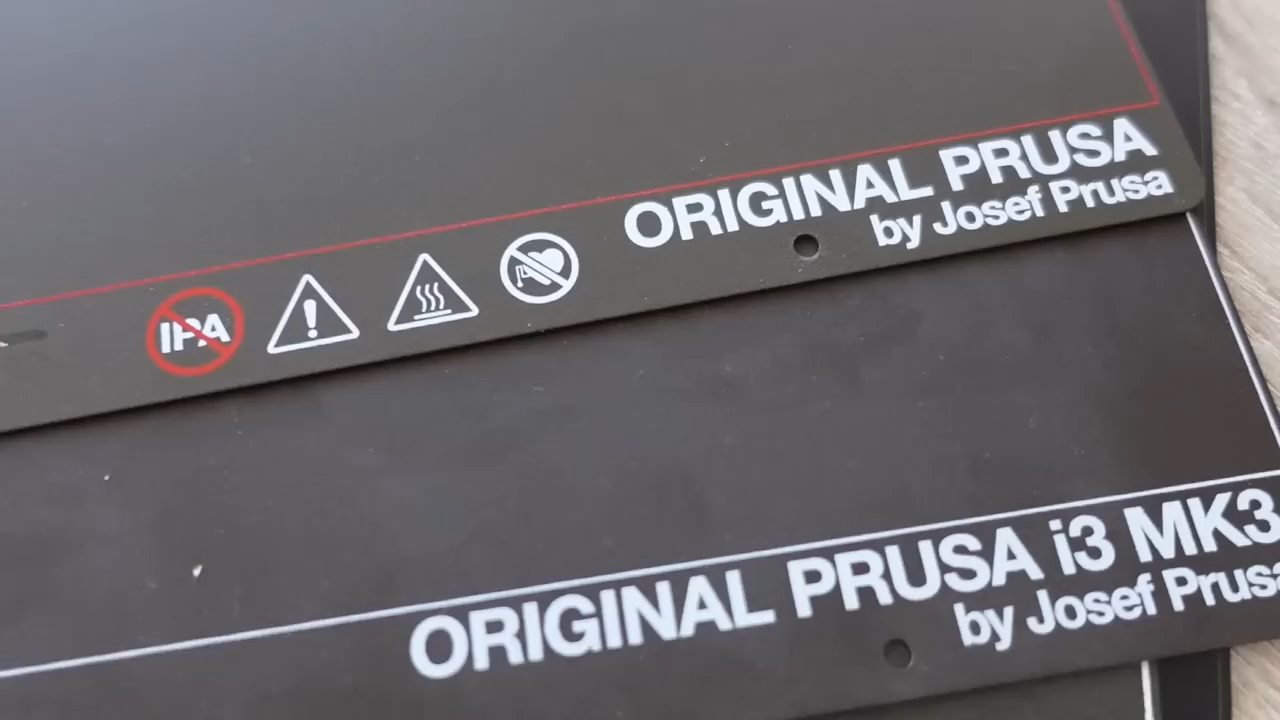 ORIGINAL PRUSA
by Josef Prusa
IPA
ORIGINAL PRUSA i3 MK3
by Josef Prusa